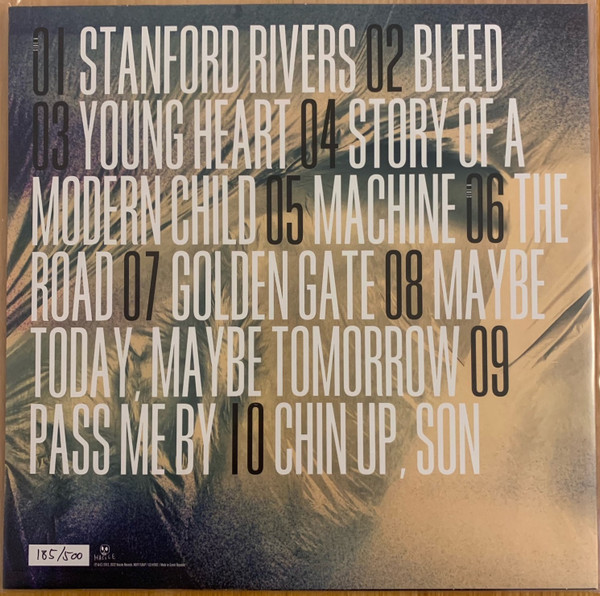 01 STANFORD RIVERS 02 BLEED
03 YOUNG HEART 04 STORY OF A
MODERN CHILD 05 MACHINE 06 THE
ROAD 07 GOLDEN GATE 08 MAYBE
TODAY, MAYBE TOMORROW 09
PASS ME BY 10 CHIN UP, SON
185/500